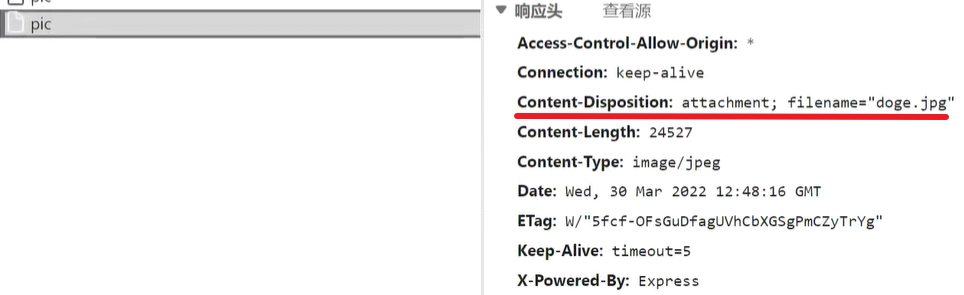 pic
响应头 查看源
Access-Control-Allow-Origin: *
Connection: keep-alive
Content-Disposition: attachment; filename="doge.jpg"
Content-Length: 24527
Content-Type: image/jpeg
Date: Wed, 30 Mar 2022 12:48:16 GMT
ETag: W/"5fcf-OFsGuDfagUVhCbXGSgPmCZyTrYg"
Keep-Alive: timeout=5
X-Powered-By: Express